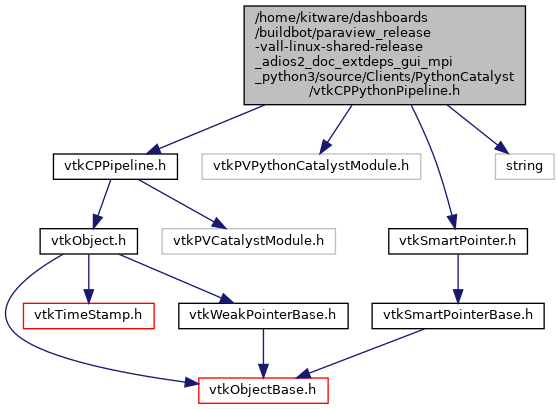 /home/kitware/dashboards
/buildbot/paraview_release
-vall-linux-shared-release
_adios2_doc_extdeps_gui_mpi
_python3/source/Clients/PythonCatalyst
/vtkCPPythonPipeline.h
vtkCPPipeline.h
vtkPVPythonCatalystModule.h
string
vtkObject.h
vtkPVCatalystModule.h
vtkSmartPointer.h
vtkTimeStamp.h
vtkWeakPointerBase.h
vtkSmartPointerBase.h
vtkObjectBase.h